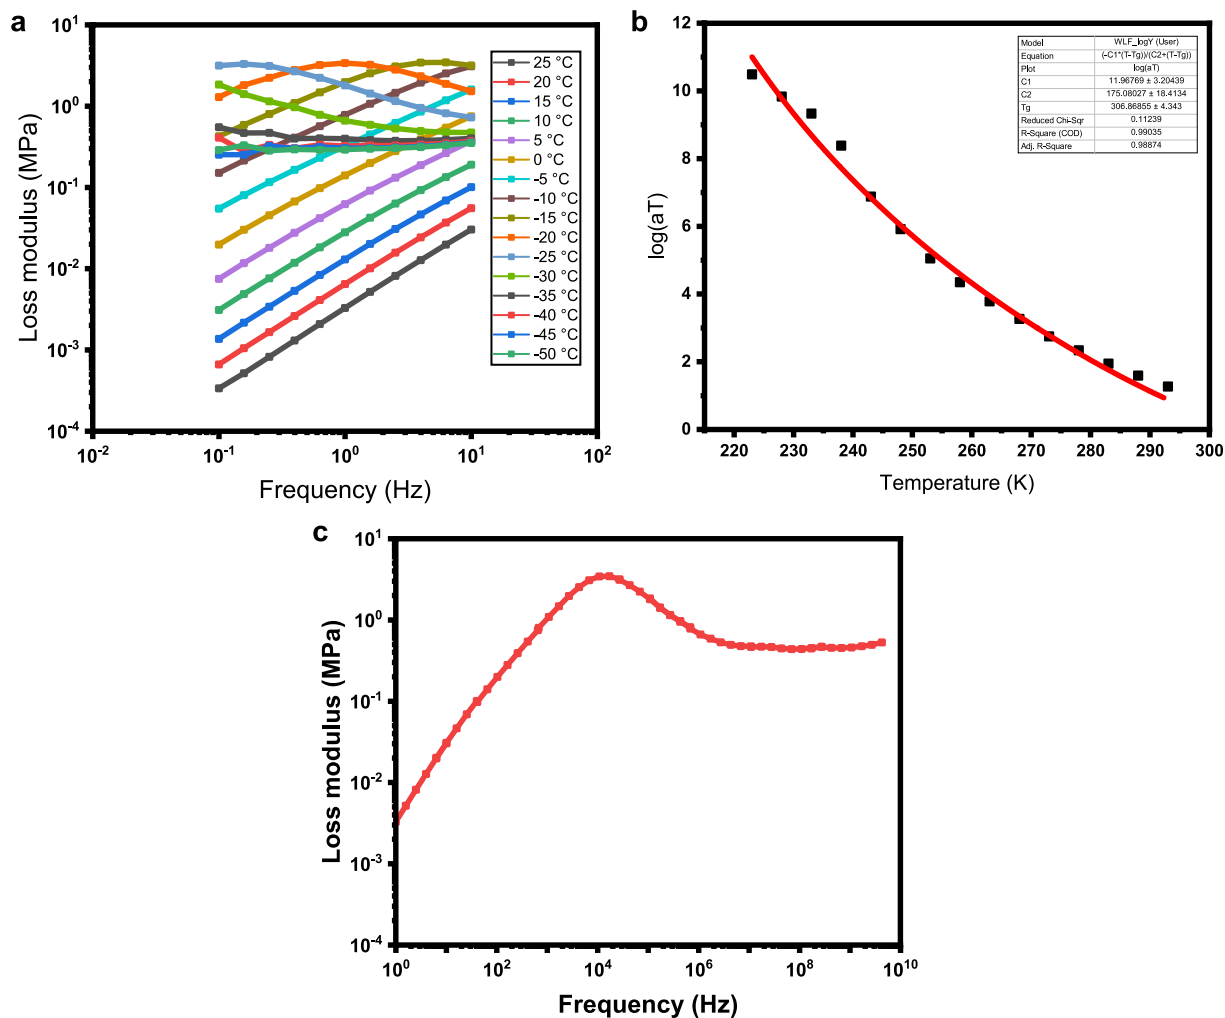 a
10^1
10^0
10^-1
10^-2
10^-3
10^-4
10^-2
10^-1
10^0
10^1
10^2
Loss modulus (MPa)
Frequency (Hz)
25 °C
20 °C
15 °C
10 °C
5 °C
0 °C
-5 °C
-10 °C
-15 °C
-20 °C
-25 °C
-30 °C
-35 °C
-40 °C
-45 °C
-50 °C
b
12
10
8
6
4
2
0
220 230 240 250 260 270 280 290 300
log(aT)
Temperature (K)
Model WLF_logY (User)
Equation (-C1*(T-Tg))/(C2+(T-Tg))
Plot log(aT)
C1 11.96769 ± 3.20439
C2 175.08027 ± 18.4134
Tg 306.86855 ± 4.343
Reduced Chi-Sqr 0.11239
R-Square (COD) 0.99035
Adj. R-Square 0.98874
c
10^1
10^0
10^-1
10^-2
10^-3
10^-4
10^0 10^2 10^4 10^6 10^8 10^10
Loss modulus (MPa)
Frequency (Hz)